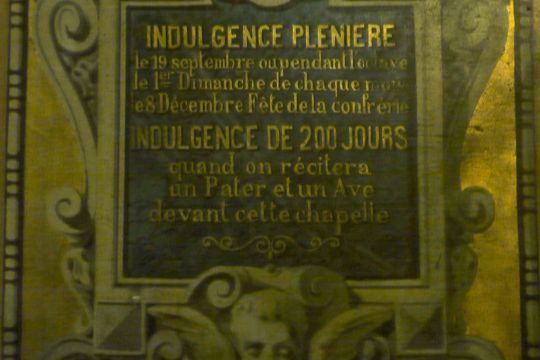 INDULGENCE PLENIERE
le 19 septembre ou pendant l'octave
le 1er Dimanche de chaque mois
le 8 Décembre Fête de la confrérie
INDULGENCE DE 200 JOURS
quand on récitera
un Pater et un Ave
devant cette chapelle